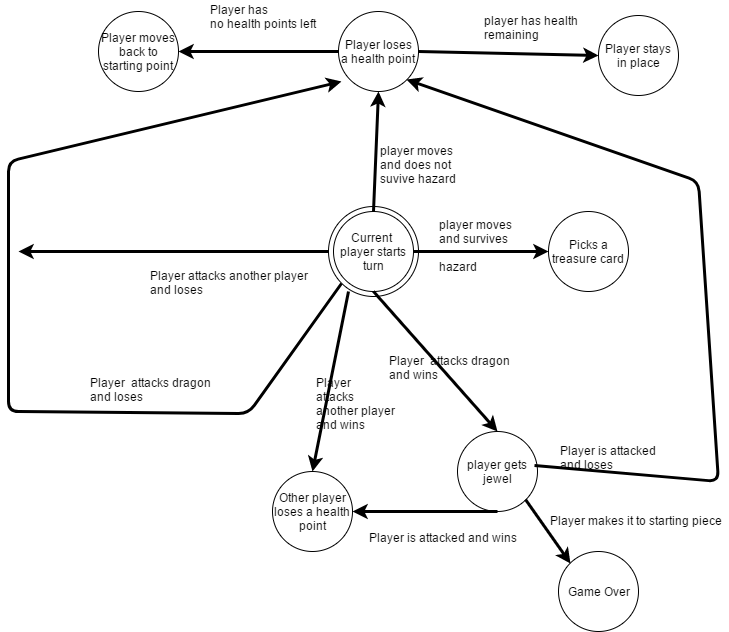 Player has
no health points left
player has health
remaining
Player moves
back to
starting point
Player loses
a health point
Player stays
in place
player moves
and does not
suvive hazard
Current
player starts
turn
player moves
and survives
hazard
Picks a
treasure card
Player attacks another player
and loses
Player attacks dragon
and wins
Player attacks dragon
and loses
Player
attacks
another player
and wins
player gets
jewel
Player is attacked
and loses
Other player
loses a health
point
Player is attacked and wins
Player makes it to starting piece
Game Over